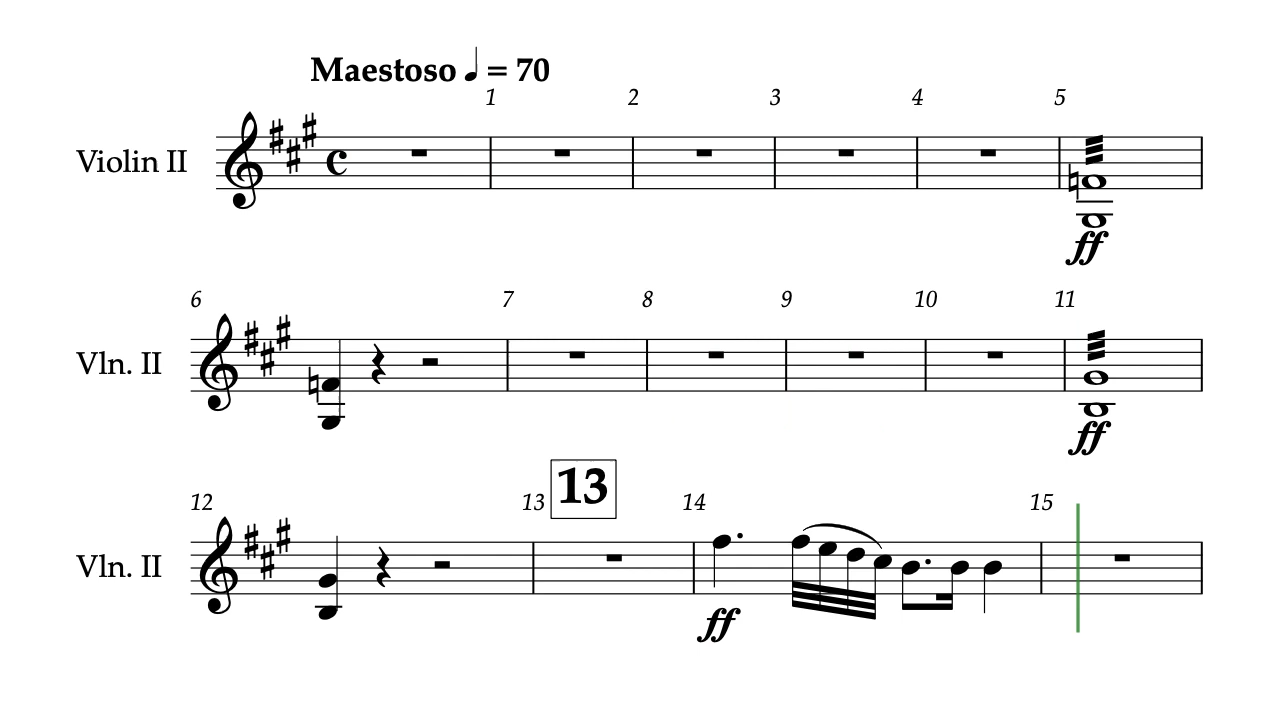 Maestoso ♩ = 70
1 2 3 4 5
Violin II
ff
6 7 8 9 10 11
Vln. II
ff
13
12 13 14 15
Vln. II
ff